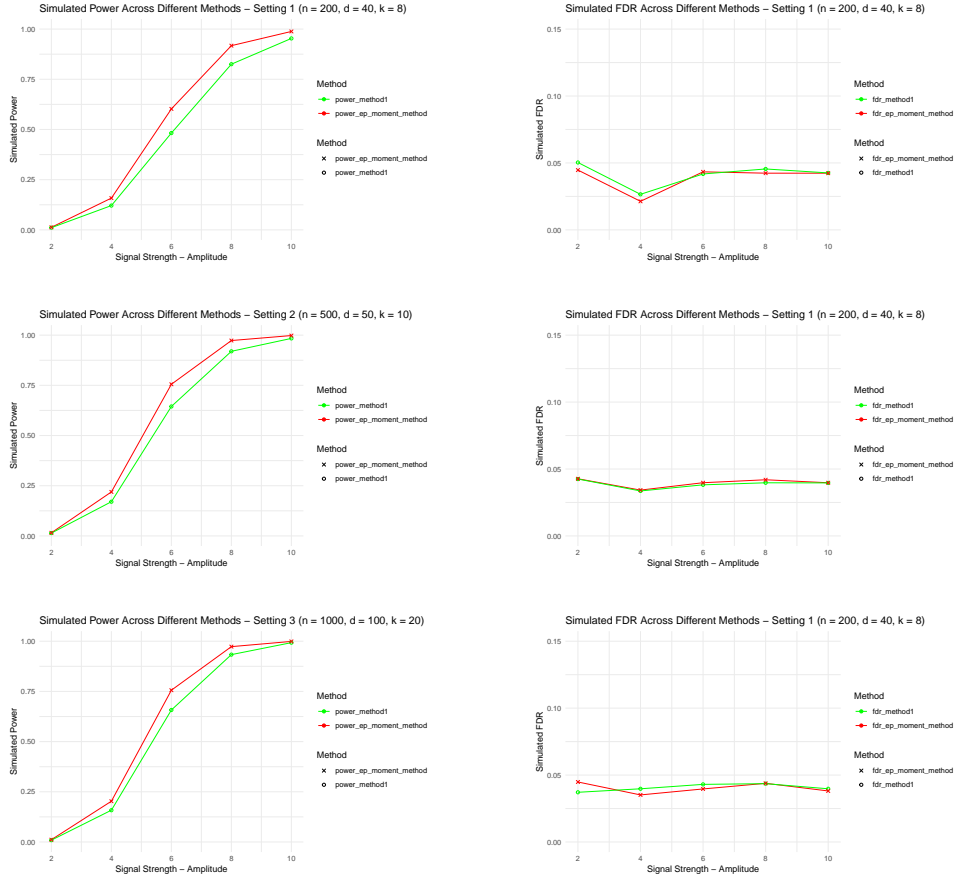 Simulated Power Across Different Methods − Setting 1 (n = 200, d = 40, k = 8)
1.00
0.75
0.50
0.25
0.00
Simulated Power
2 4 6 8 10
Signal Strength − Amplitude
Method
power_method1
power_ep_moment_method
Method
power_ep_moment_method
power_method1
Simulated FDR Across Different Methods − Setting 1 (n = 200, d = 40, k = 8)
0.15
0.10
0.05
0.00
Simulated FDR
2 4 6 8 10
Signal Strength − Amplitude
Method
fdr_method1
fdr_ep_moment_method
Method
fdr_ep_moment_method
fdr_method1
Simulated Power Across Different Methods − Setting 2 (n = 500, d = 50, k = 10)
1.00
0.75
0.50
0.25
0.00
Simulated Power
2 4 6 8 10
Signal Strength − Amplitude
Method
power_method1
power_ep_moment_method
Method
power_ep_moment_method
power_method1
Simulated FDR Across Different Methods − Setting 1 (n = 200, d = 40, k = 8)
0.15
0.10
0.05
0.00
Simulated FDR
2 4 6 8 10
Signal Strength − Amplitude
Method
fdr_method1
fdr_ep_moment_method
Method
fdr_ep_moment_method
fdr_method1
Simulated Power Across Different Methods − Setting 3 (n = 1000, d = 100, k = 20)
1.00
0.75
0.50
0.25
0.00
Simulated Power
2 4 6 8 10
Signal Strength − Amplitude
Method
power_method1
power_ep_moment_method
Method
power_ep_moment_method
power_method1
Simulated FDR Across Different Methods − Setting 1 (n = 200, d = 40, k = 8)
0.15
0.10
0.05
0.00
Simulated FDR
2 4 6 8 10
Signal Strength − Amplitude
Method
fdr_method1
fdr_ep_moment_method
Method
fdr_ep_moment_method
fdr_method1